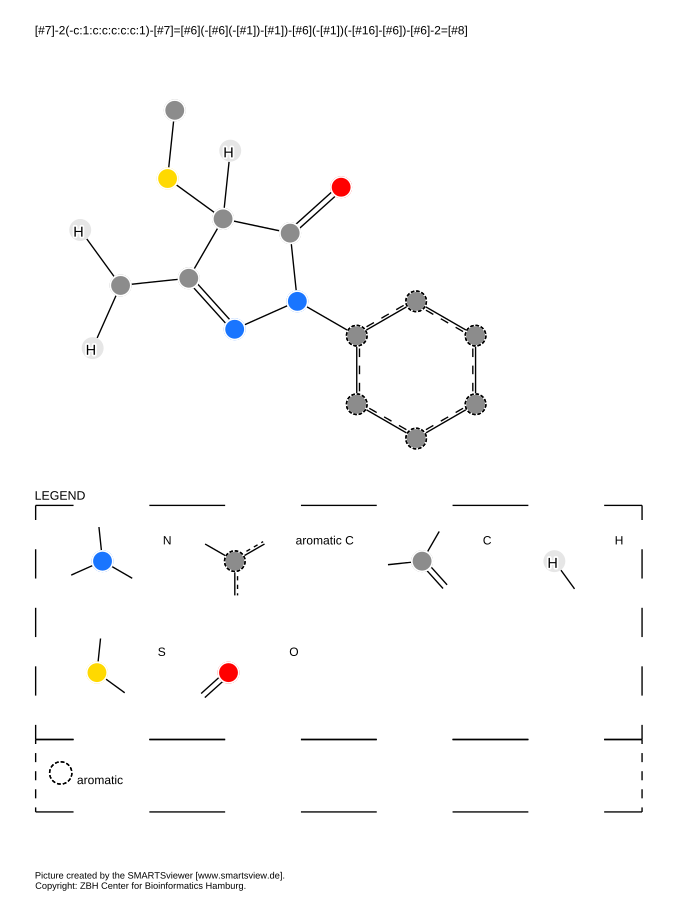 [#7]-2(-c:1:c:c:c:c:c:1)-[#7]=[#6](-[#6](-[#1])-[#1])-[#6](-[#1])(-[#16]-[#6])-[#6]-2=[#8]
H
H
H
LEGEND
N
aromatic C
C
H
H
S
O
aromatic
Picture created by the SMARTSviewer [www.smartsview.de].
Copyright: ZBH Center for Bioinformatics Hamburg.